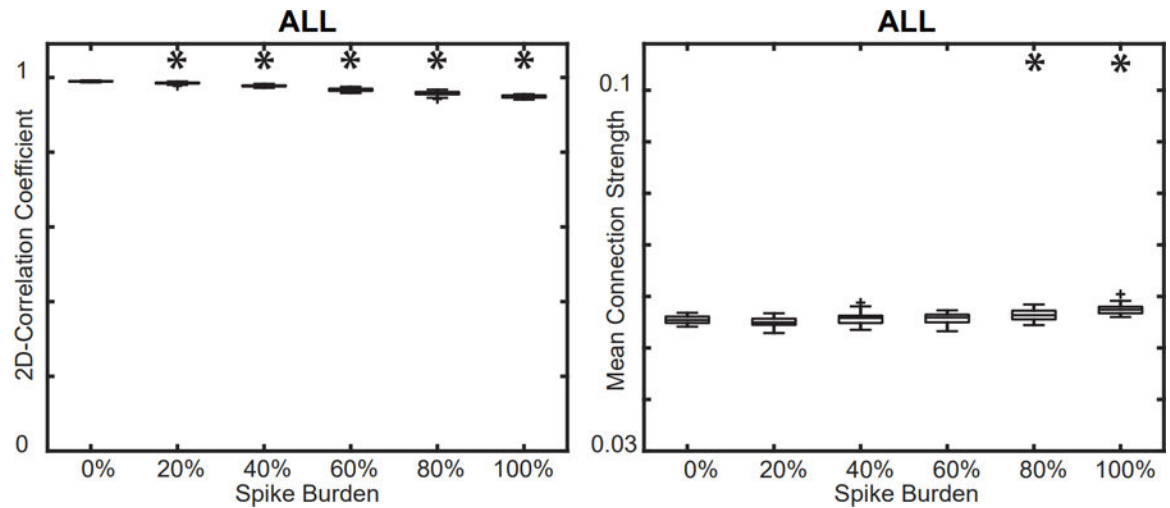 ALL
2D-Correlation Coefficient
1
0
* * * * *
0% 20% 40% 60% 80% 100%
Spike Burden
ALL
Mean Connection Strength
0.1
0.03
* *
0% 20% 40% 60% 80% 100%
Spike Burden